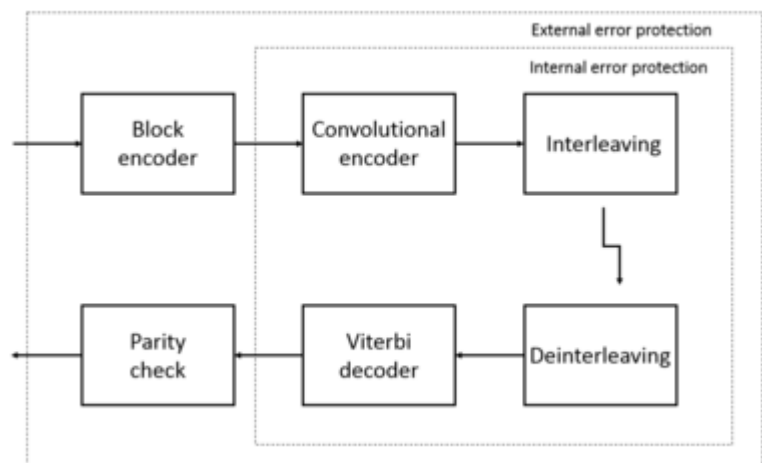 External error protection
Internal error protection
Block
encoder
Convolutional
encoder
Interleaving
Parity
check
Viterbi
decoder
Deinterleaving